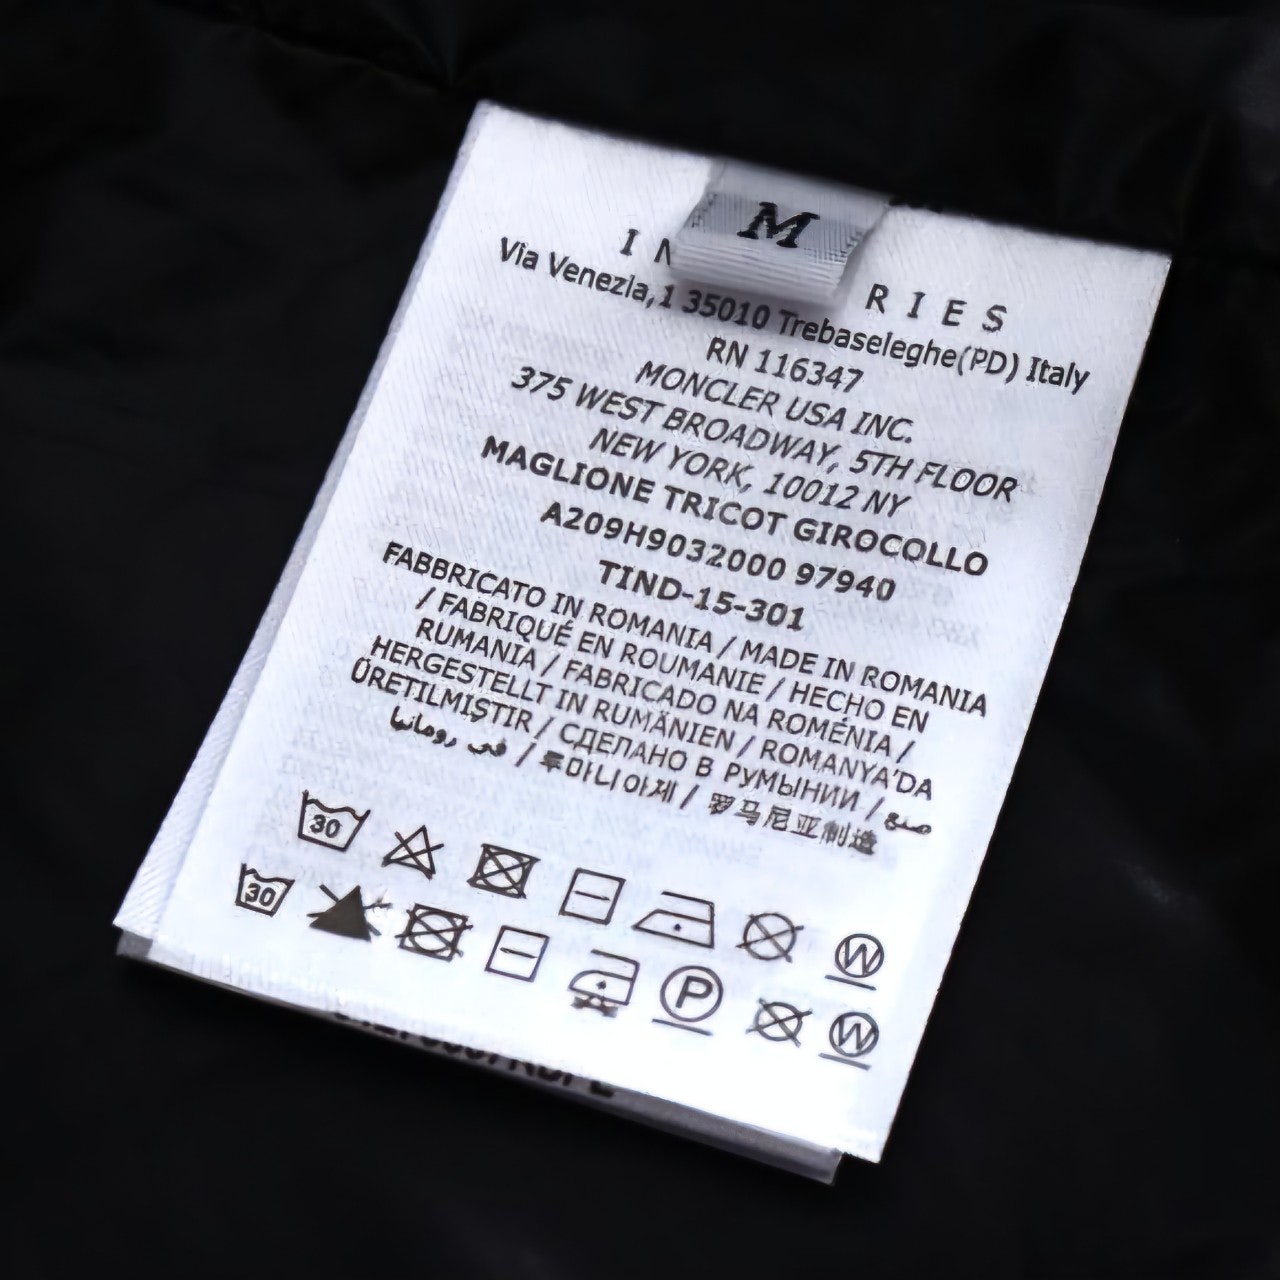 M
I N RIES
Via Venezia,1 35010 Trebaseleghe(PD) Italy
RN 116347
MONCLER USA INC.
375 WEST BROADWAY, 5TH FLOOR
NEW YORK, 10012 NY
MAGLIONE TRICOT GIROCOLLO
A209H9032000 97940
TIND-15-301
FABBRICATO IN ROMANIA / MADE IN ROMANIA
/ FABRIQUÉ EN ROUMANIE / HECHO EN
RUMANIA / FABRICADO NA ROMÉNIA /
HERGESTELLT IN RUMÄNIEN / ROMANYA'DA
ÜRETILMIŞTIR / СДЕЛАНО В РУМЫНИИ / صنع
في رومانيا / 루마니아제 / 罗马尼亚制造
30 W
30 P W